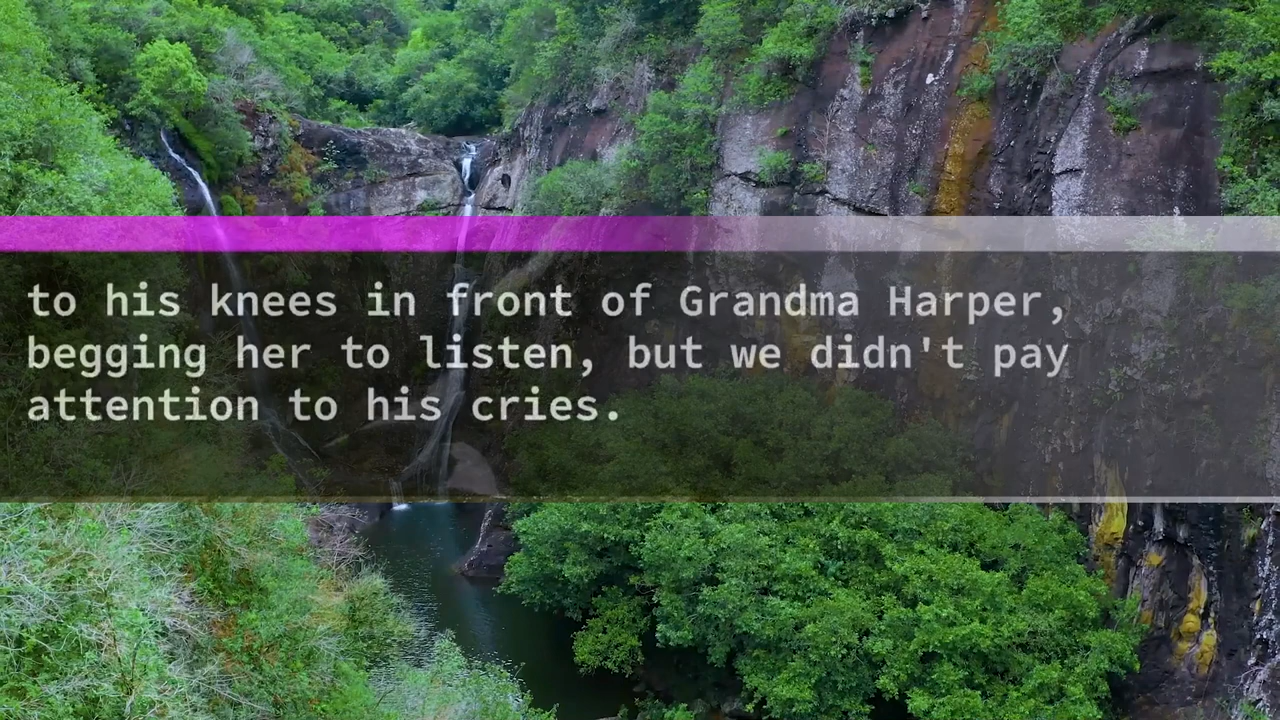 to his knees in front of Grandma Harper,
begging her to listen, but we didn't pay
attention to his cries.